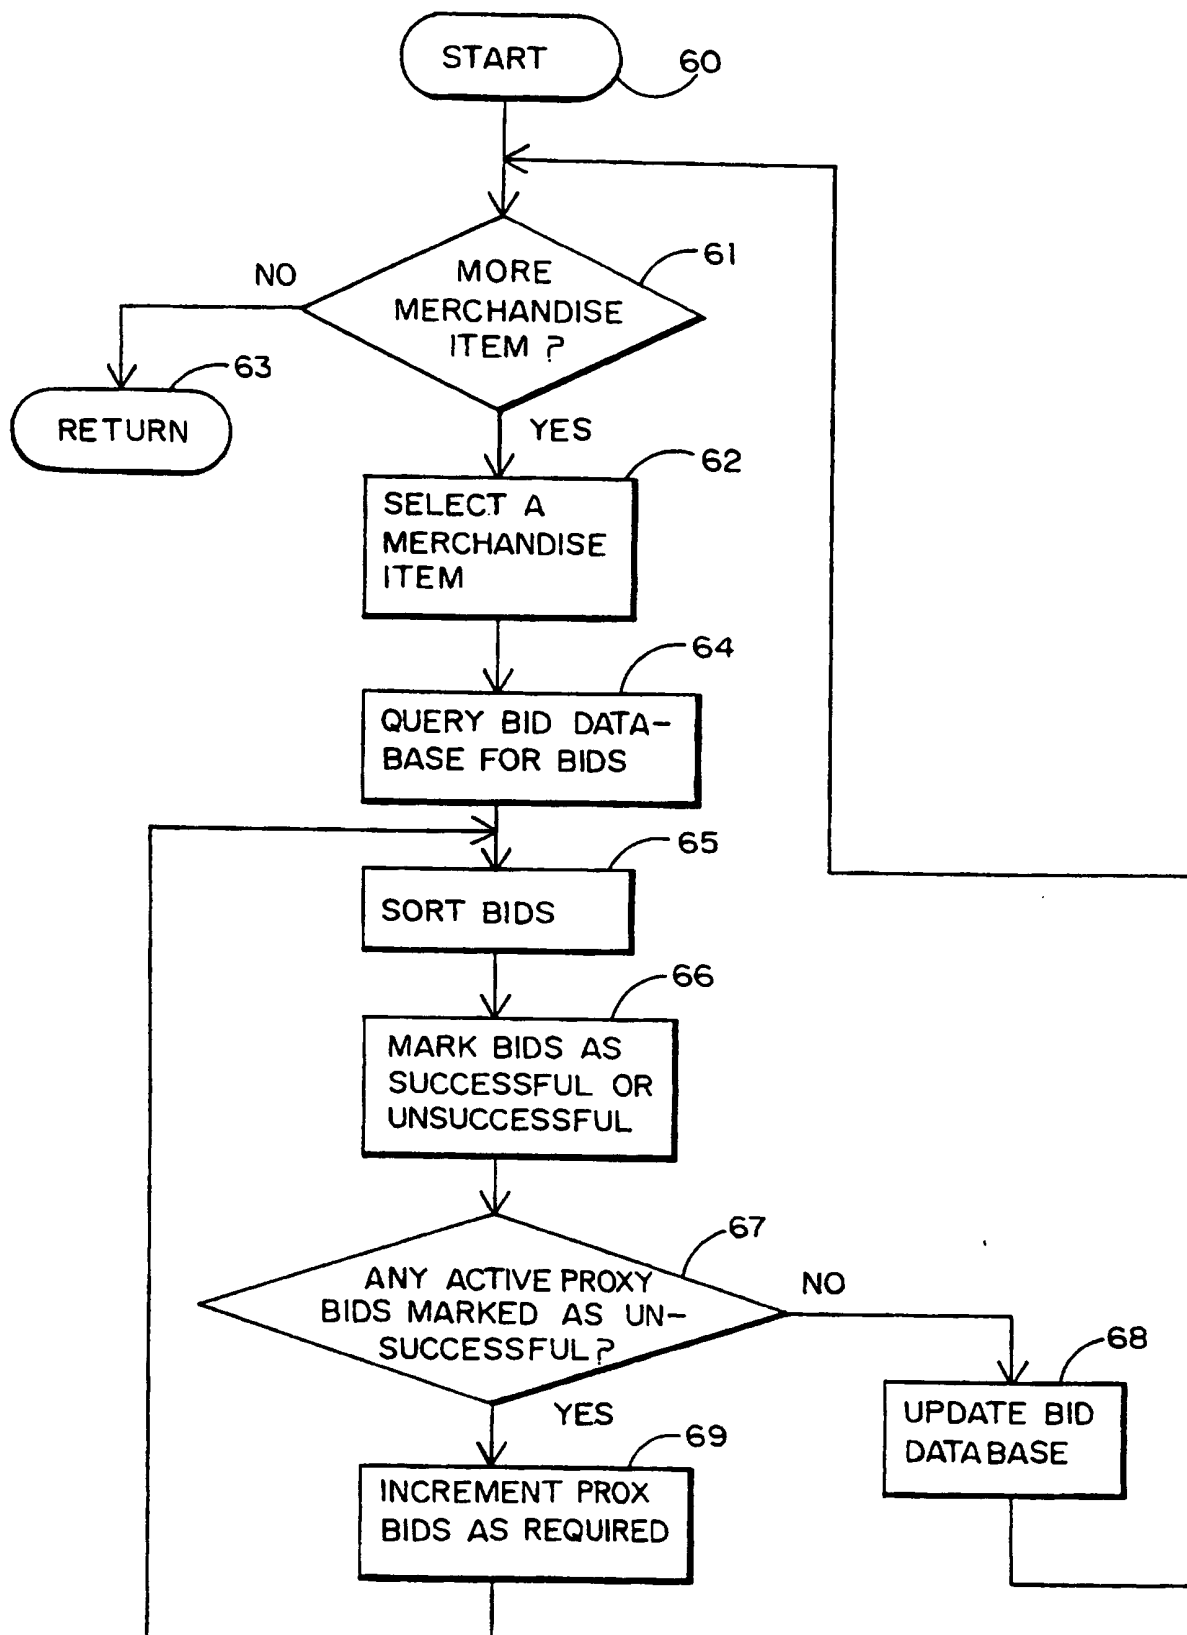 START
60
61
NO
MORE
MERCHANDISE
ITEM ?
63
RETURN
YES
62
SELECT A
MERCHANDISE
ITEM
64
QUERY BID DATA-
BASE FOR BIDS
65
SORT BIDS
66
MARK BIDS AS
SUCCESSFUL OR
UNSUCCESSFUL
67
ANY ACTIVE PROXY
BIDS MARKED AS UN-
SUCCESSFUL?
NO
68
UPDATE BID
DATABASE
YES
69
INCREMENT PROX
BIDS AS REQUIRED